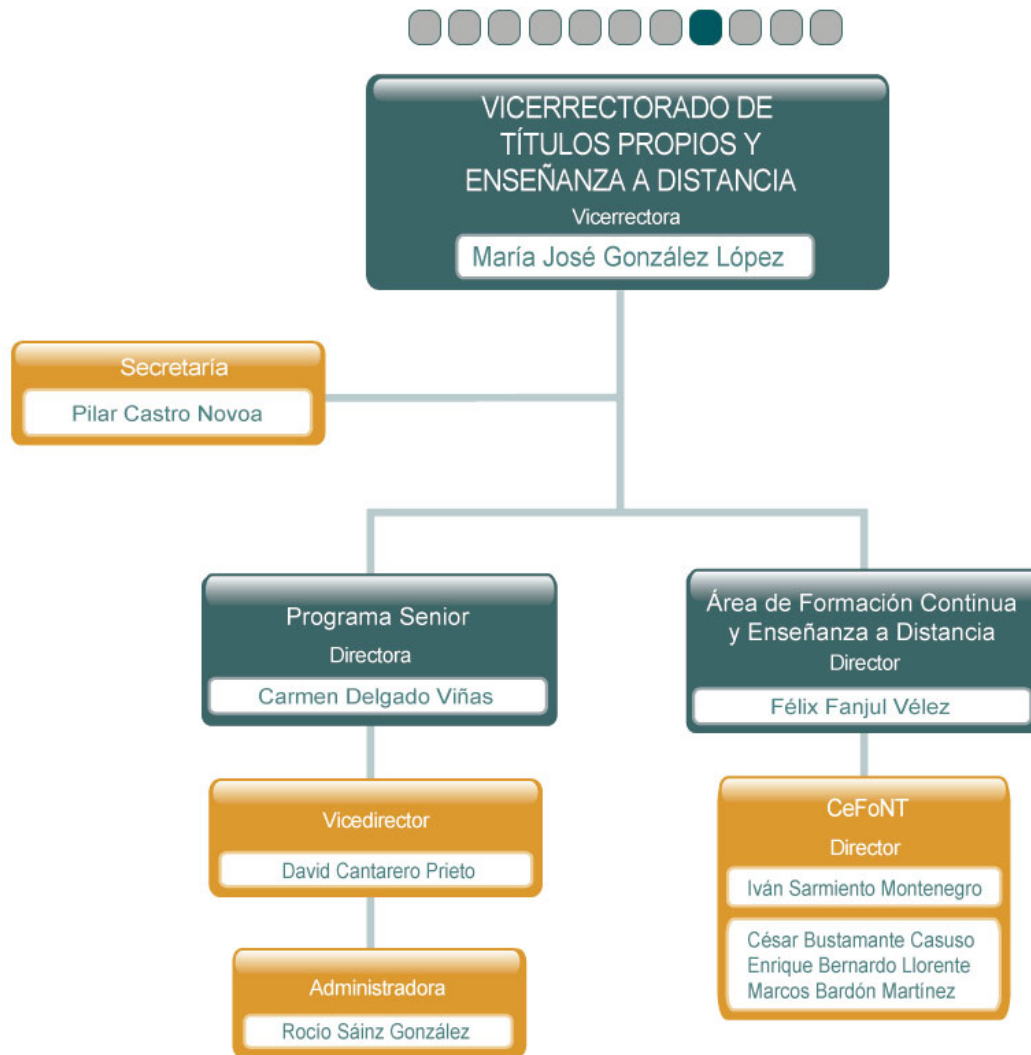 VICERRECTORADO DE
TÍTULOS PROPIOS Y
ENSEÑANZA A DISTANCIA
Vicerrectora
María José González López
Secretaría
Pilar Castro Novoa
Programa Senior
Directora
Carmen Delgado Viñas
Vicedirector
David Cantarero Prieto
Administradora
Rocío Sáinz González
Área de Formación Continua
y Enseñanza a Distancia
Director
Félix Fanjul Vélez
CeFoNT
Director
Iván Sarmiento Montenegro
César Bustamante Casuso
Enrique Bernardo Llorente
Marcos Bardón Martínez